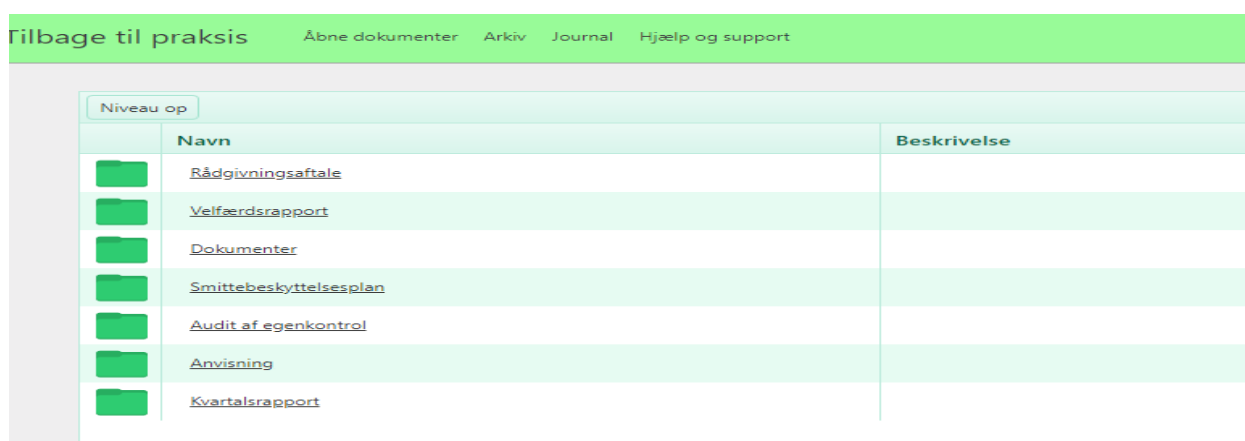 Tilbage til praksis Åbne dokumenter Arkiv Journal Hjælp og support
Niveau op
Navn Beskrivelse
Rådgivningsaftale
Velfærdsrapport
Dokumenter
Smittebeskyttelsesplan
Audit af egenkontrol
Anvisning
Kvartalsrapport